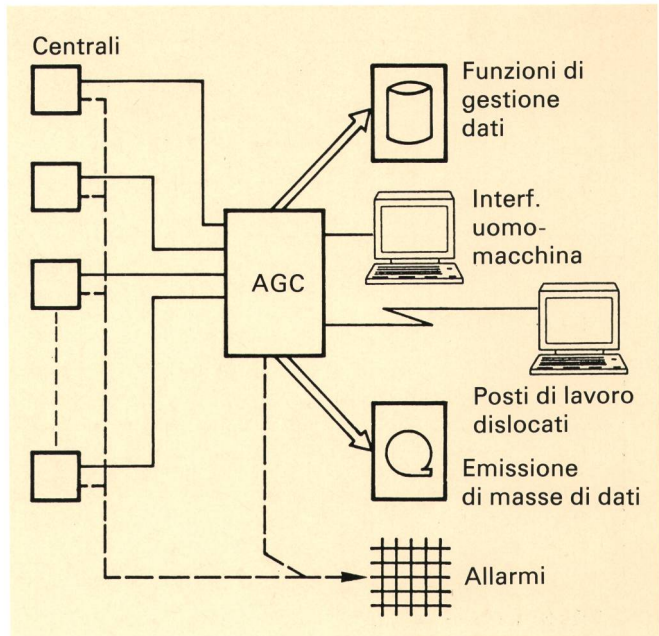 Centrali
Funzioni di
gestione
dati
Interf.
uomo-
macchina
AGC
Posti di lavoro
dislocati
Emissione
di masse di dati
Allarmi